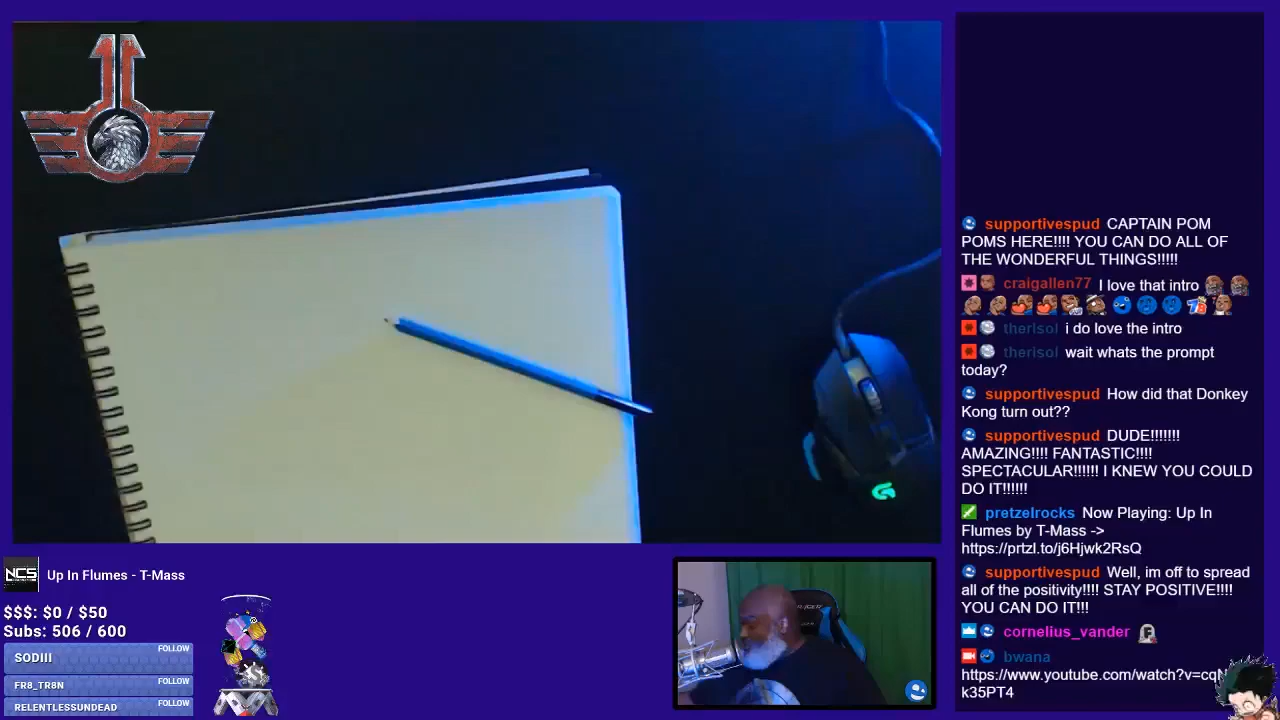 supportivespud CAPTAIN POM
POMS HERE!!!! YOU CAN DO ALL OF
THE WONDERFUL THINGS!!!!!
craigallen77 I love that intro
therisol i do love the intro
therisol wait whats the prompt
today?
supportivespud How did that Donkey
Kong turn out??
supportivespud DUDE!!!!!!!
AMAZING!!!! FANTASTIC!!!!
SPECTACULAR!!!!!! I KNEW YOU COULD
DO IT!!!!!!
pretzelrocks Now Playing: Up In
Flumes by T-Mass ->
https://prtzl.to/j6Hjwk2RsQ
supportivespud Well, im off to spread
all of the positivity!!!! STAY POSITIVE!!!!
YOU CAN DO IT!!!
cornelius_vander
bwana
https://www.youtube.com/watch?v=cq
k35PT4
NCS
Up In Flumes - T-Mass
$$$: $0 / $50
Subs: 506 / 600
SODIII FOLLOW
FR8_TR8N FOLLOW
RELENTLESSUNDEAD FOLLOW